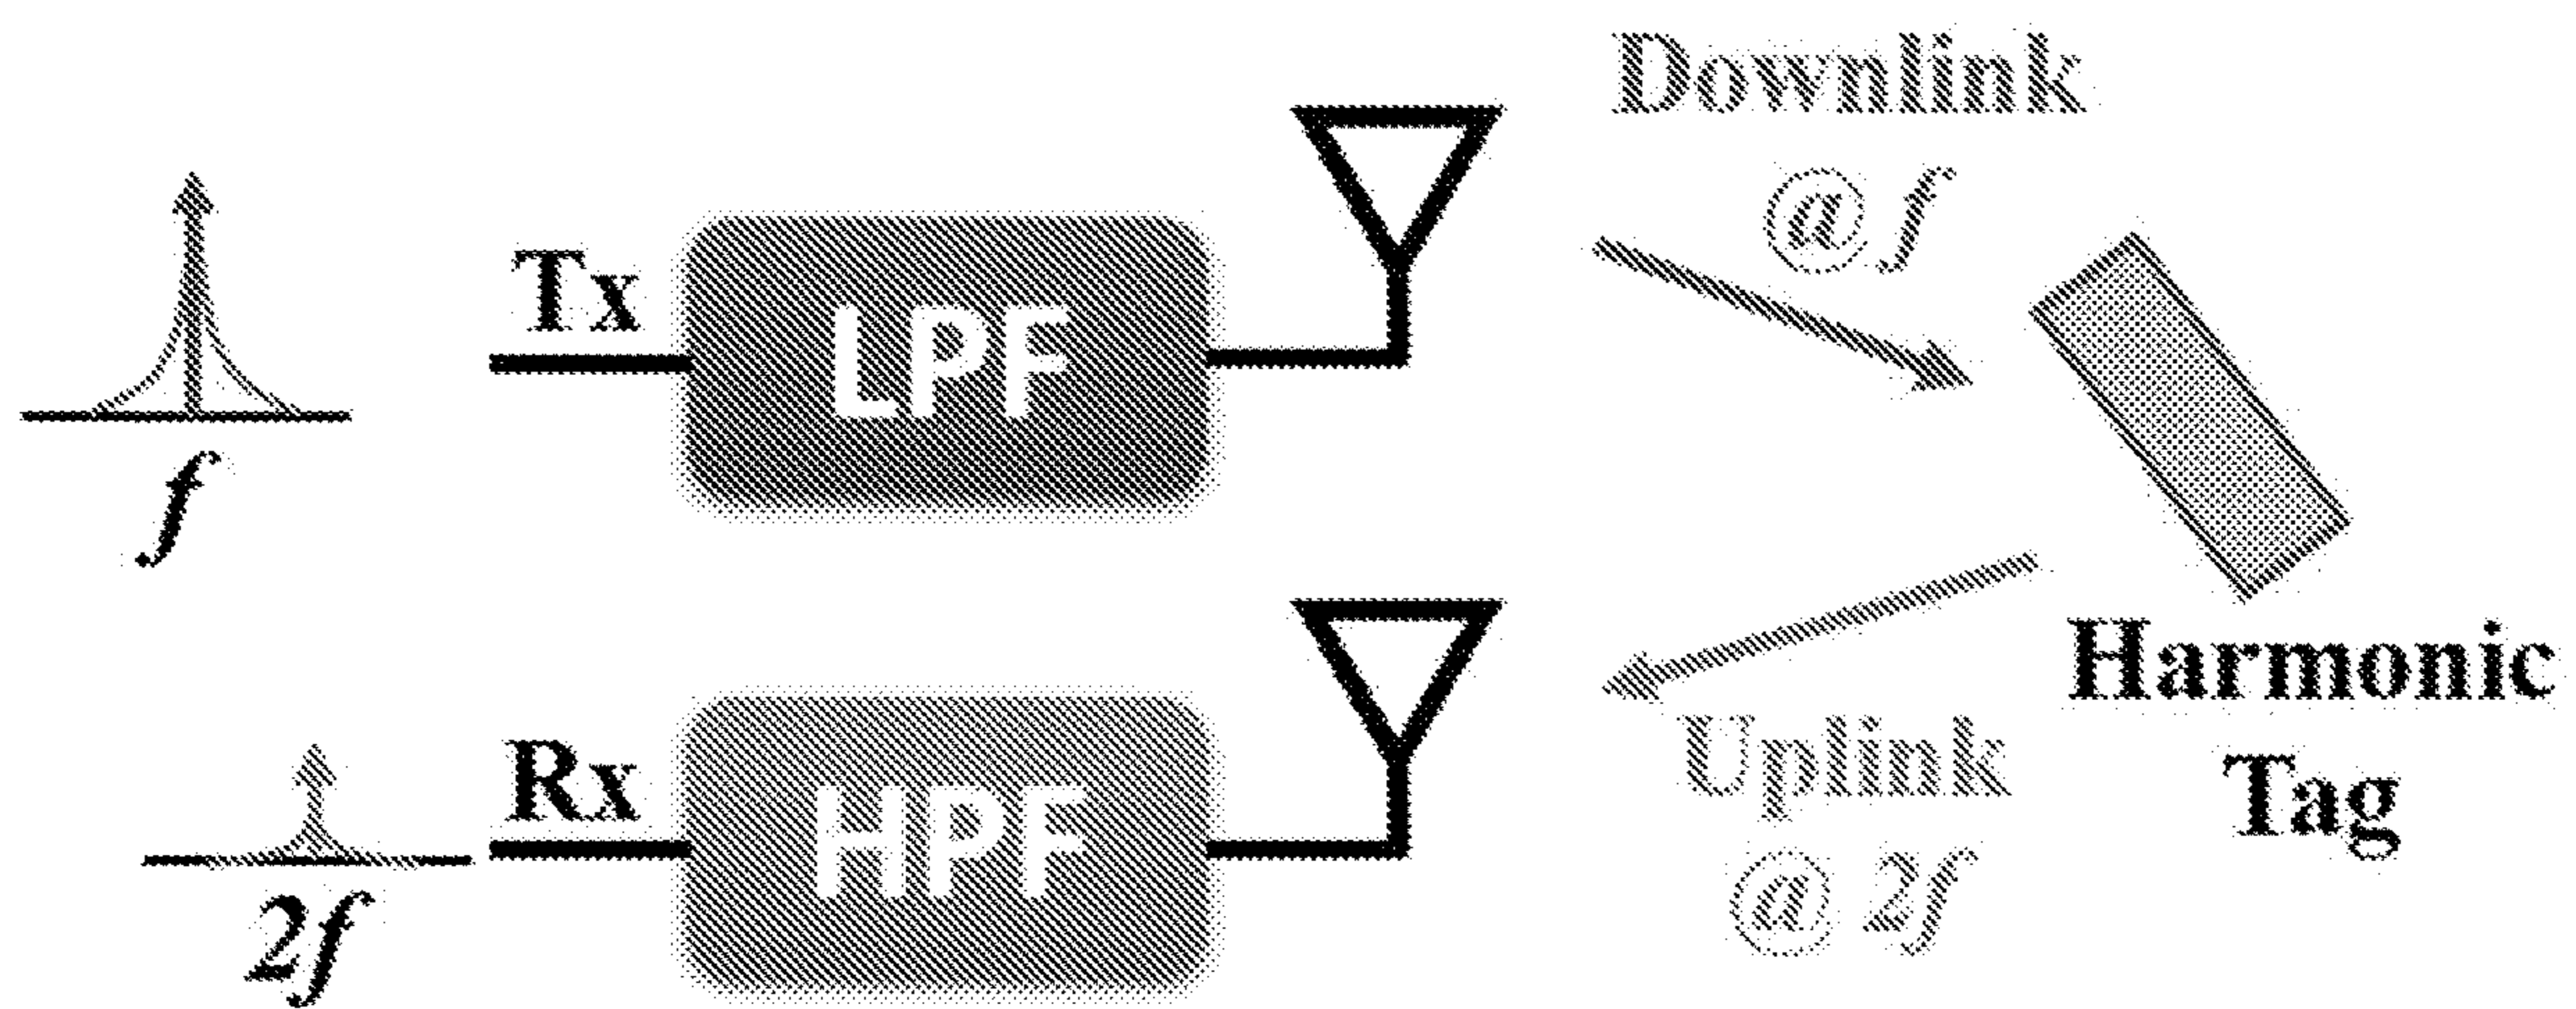 Downlink
@ f
Tx
LPF
f
Harmonic
Tag
Uplink
@ 2f
Rx
HPF
2f